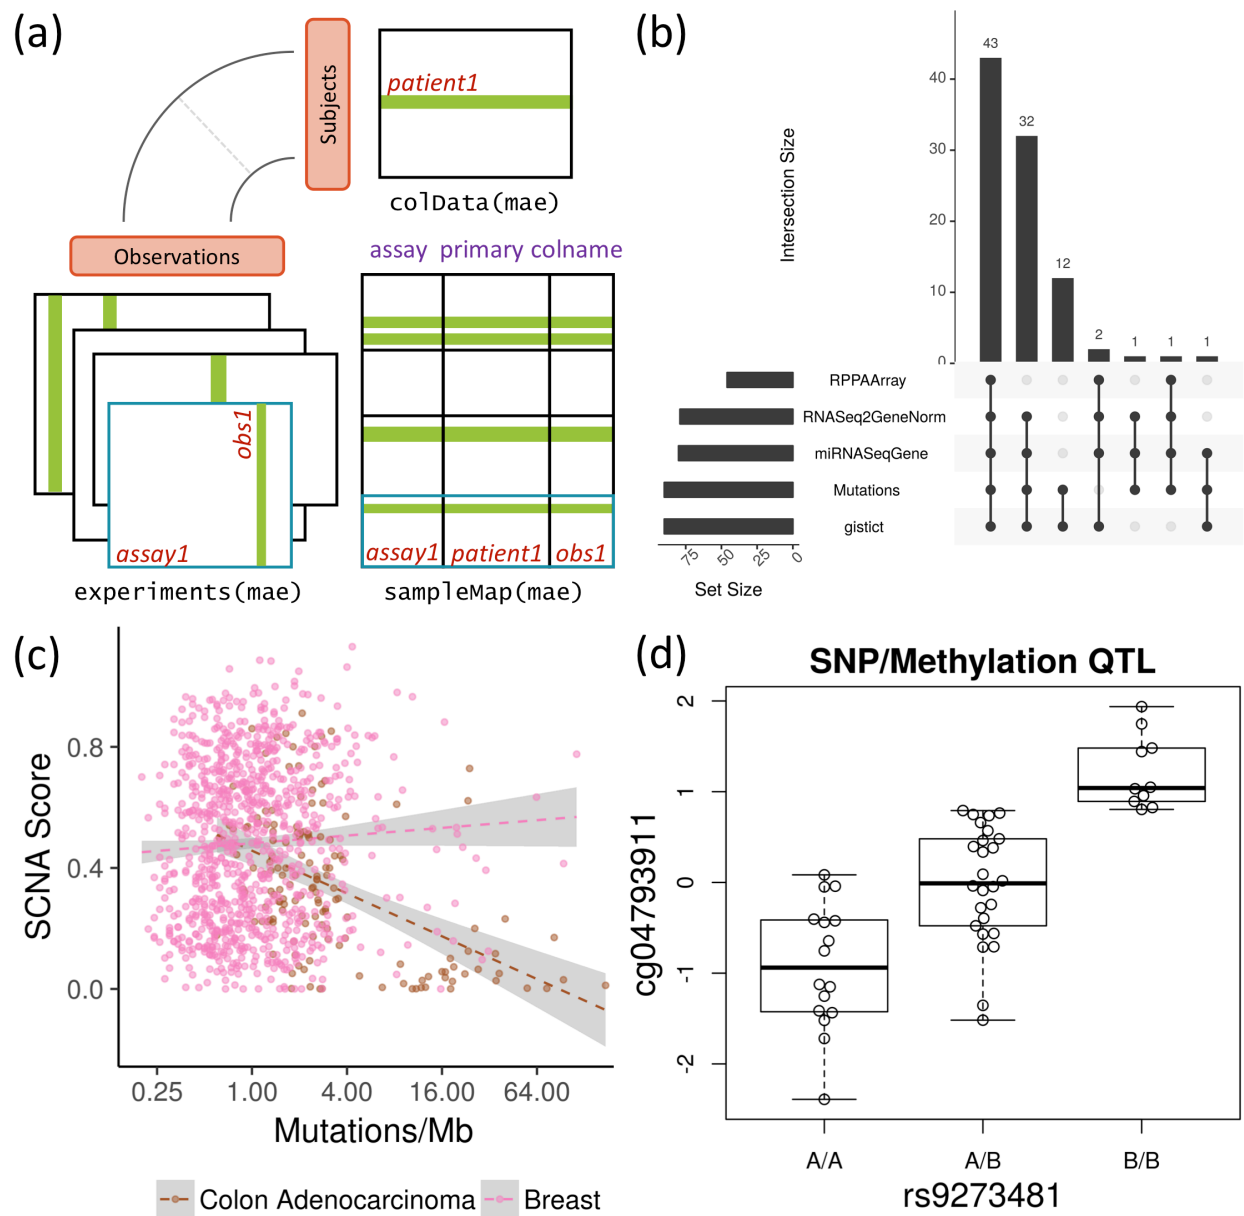 (a)
Subjects
patient1
colData(mae)
Observations
assay primary colname
obs1
assay1
experiments(mae)
assay1 patient1 obs1
sampleMap(mae)
(b)
Intersection Size
43
32
12
2
1
1
1
40
30
20
10
0
RPPAArray
RNASeq2GeneNorm
miRNASeqGene
Mutations
gistict
75 50 25 0
Set Size
(c)
SCNA Score
0.8
0.4
0.0
0.25 1.00 4.00 16.00 64.00
Mutations/Mb
Colon Adenocarcinoma Breast
(d)
SNP/Methylation QTL
cg04793911
2
1
0
-1
-2
A/A A/B B/B
rs9273481